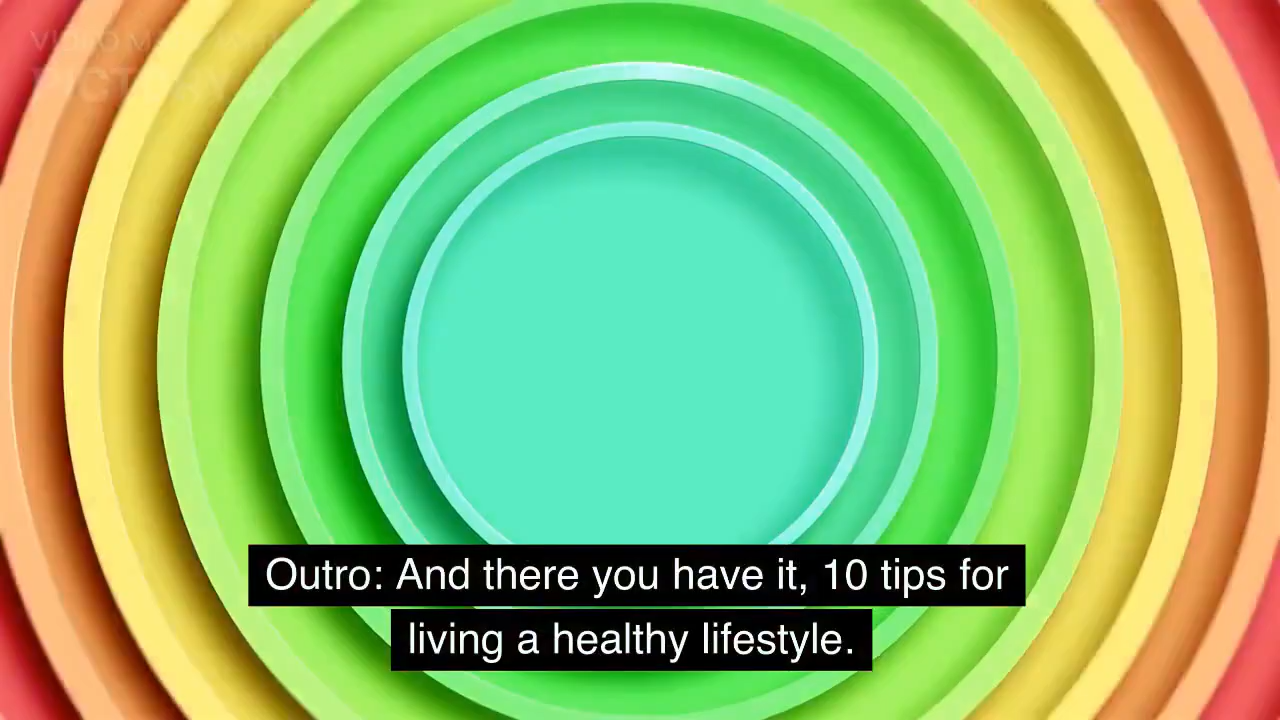 Outro: And there you have it, 10 tips for
living a healthy lifestyle.